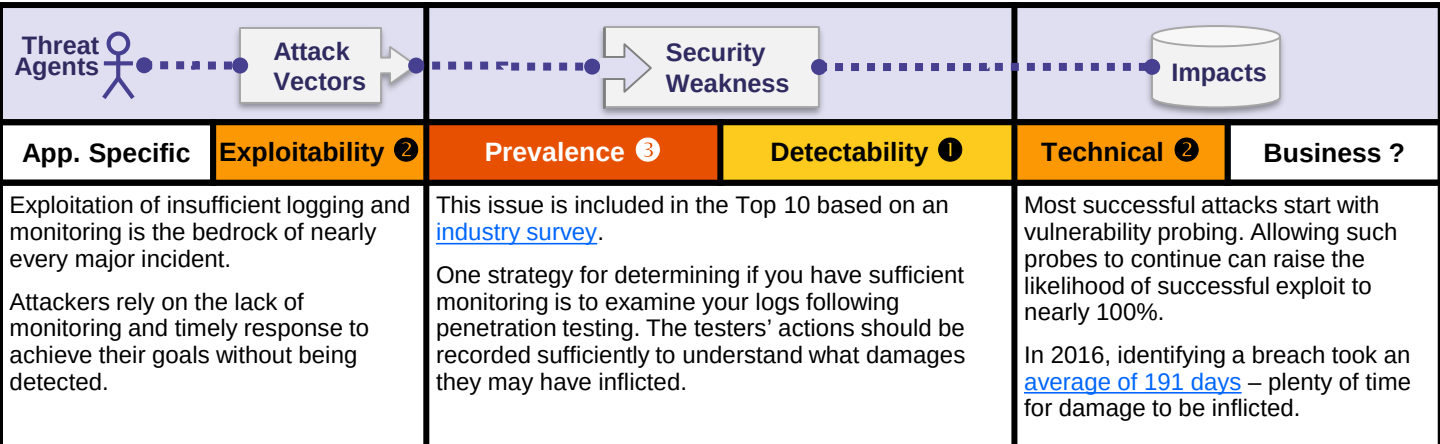 Threat
Agents
Attack
Vectors
Security
Weakness
Impacts
App. Specific
Exploitability ❷
Prevalence ❸
Detectability ❶
Technical ❷
Business ?
Exploitation of insufficient logging and
monitoring is the bedrock of nearly
every major incident.
Attackers rely on the lack of
monitoring and timely response to
achieve their goals without being
detected.
This issue is included in the Top 10 based on an
industry survey.
One strategy for determining if you have sufficient
monitoring is to examine your logs following
penetration testing. The testers’ actions should be
recorded sufficiently to understand what damages
they may have inflicted.
Most successful attacks start with
vulnerability probing. Allowing such
probes to continue can raise the
likelihood of successful exploit to
nearly 100%.
In 2016, identifying a breach took an
average of 191 days – plenty of time
for damage to be inflicted.